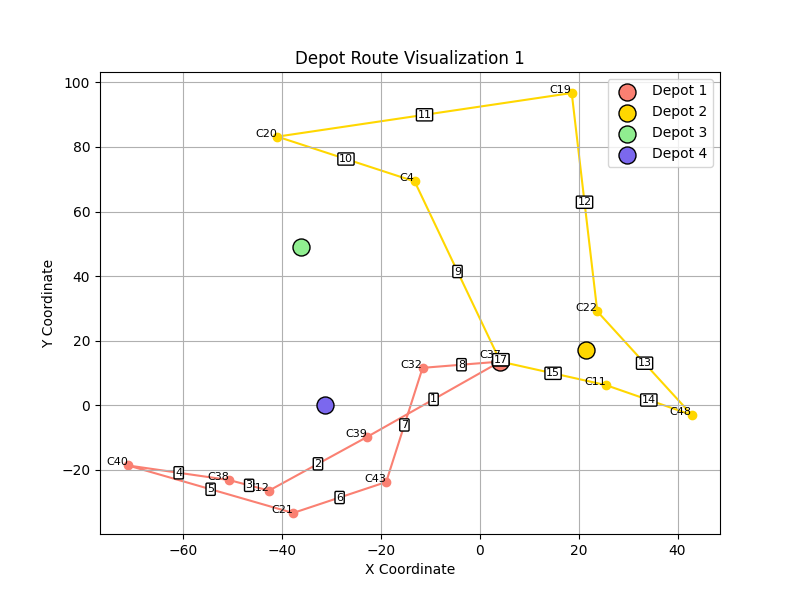 Depot Route Visualization 1
Depot 1
Depot 2
Depot 3
Depot 4
Y Coordinate
100
80
60
40
20
0
−20
C19
11
C20
10
C4
12
9
C22
C37
17
C32
8
13
15
C11
1
14
C48
7
C39
2
C40
4
C38
3
12
5
C43
C21
6
−60
−40
−20
0
20
40
X Coordinate